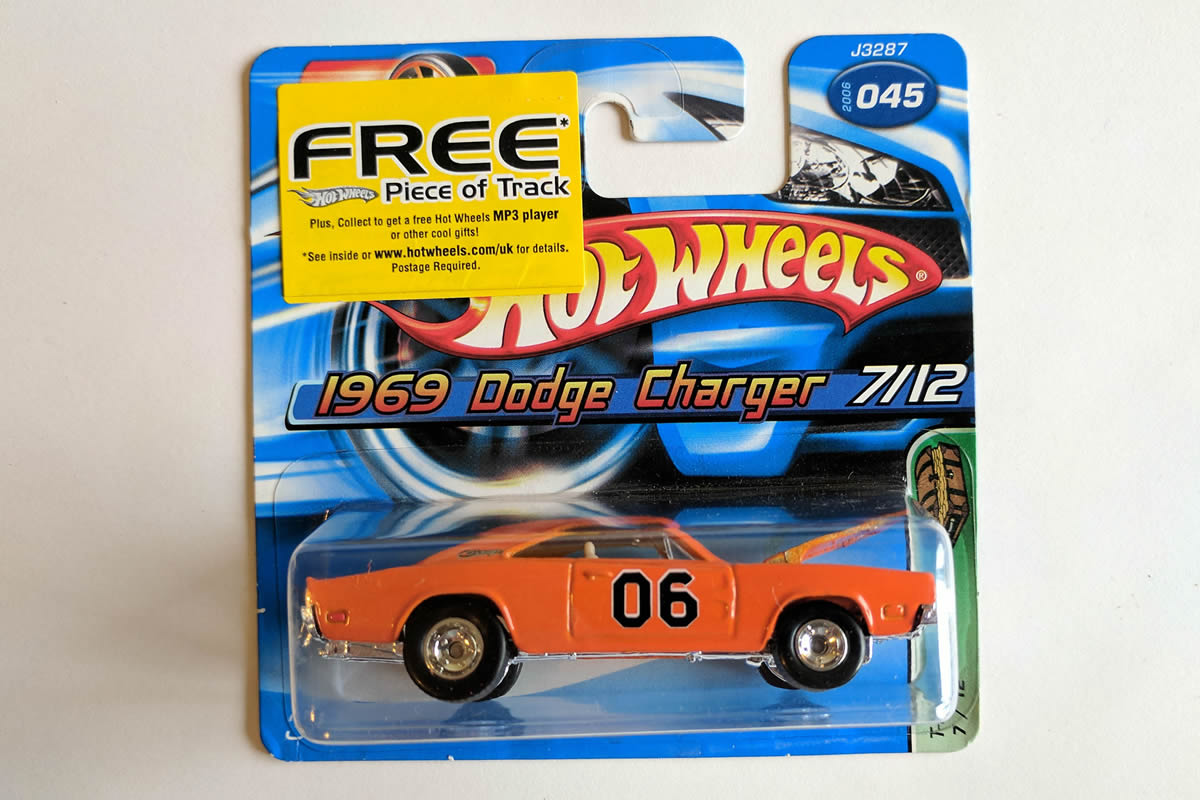 J3287
2006
045
FREE*
HOT WHEELS
Piece of Track
Plus, Collect to get a free Hot Wheels MP3 player
or other cool gifts!
*See inside or www.hotwheels.com/uk for details.
Postage Required.
HOT WHEELS®
1969 Dodge Charger 7/12
06
7 / 12